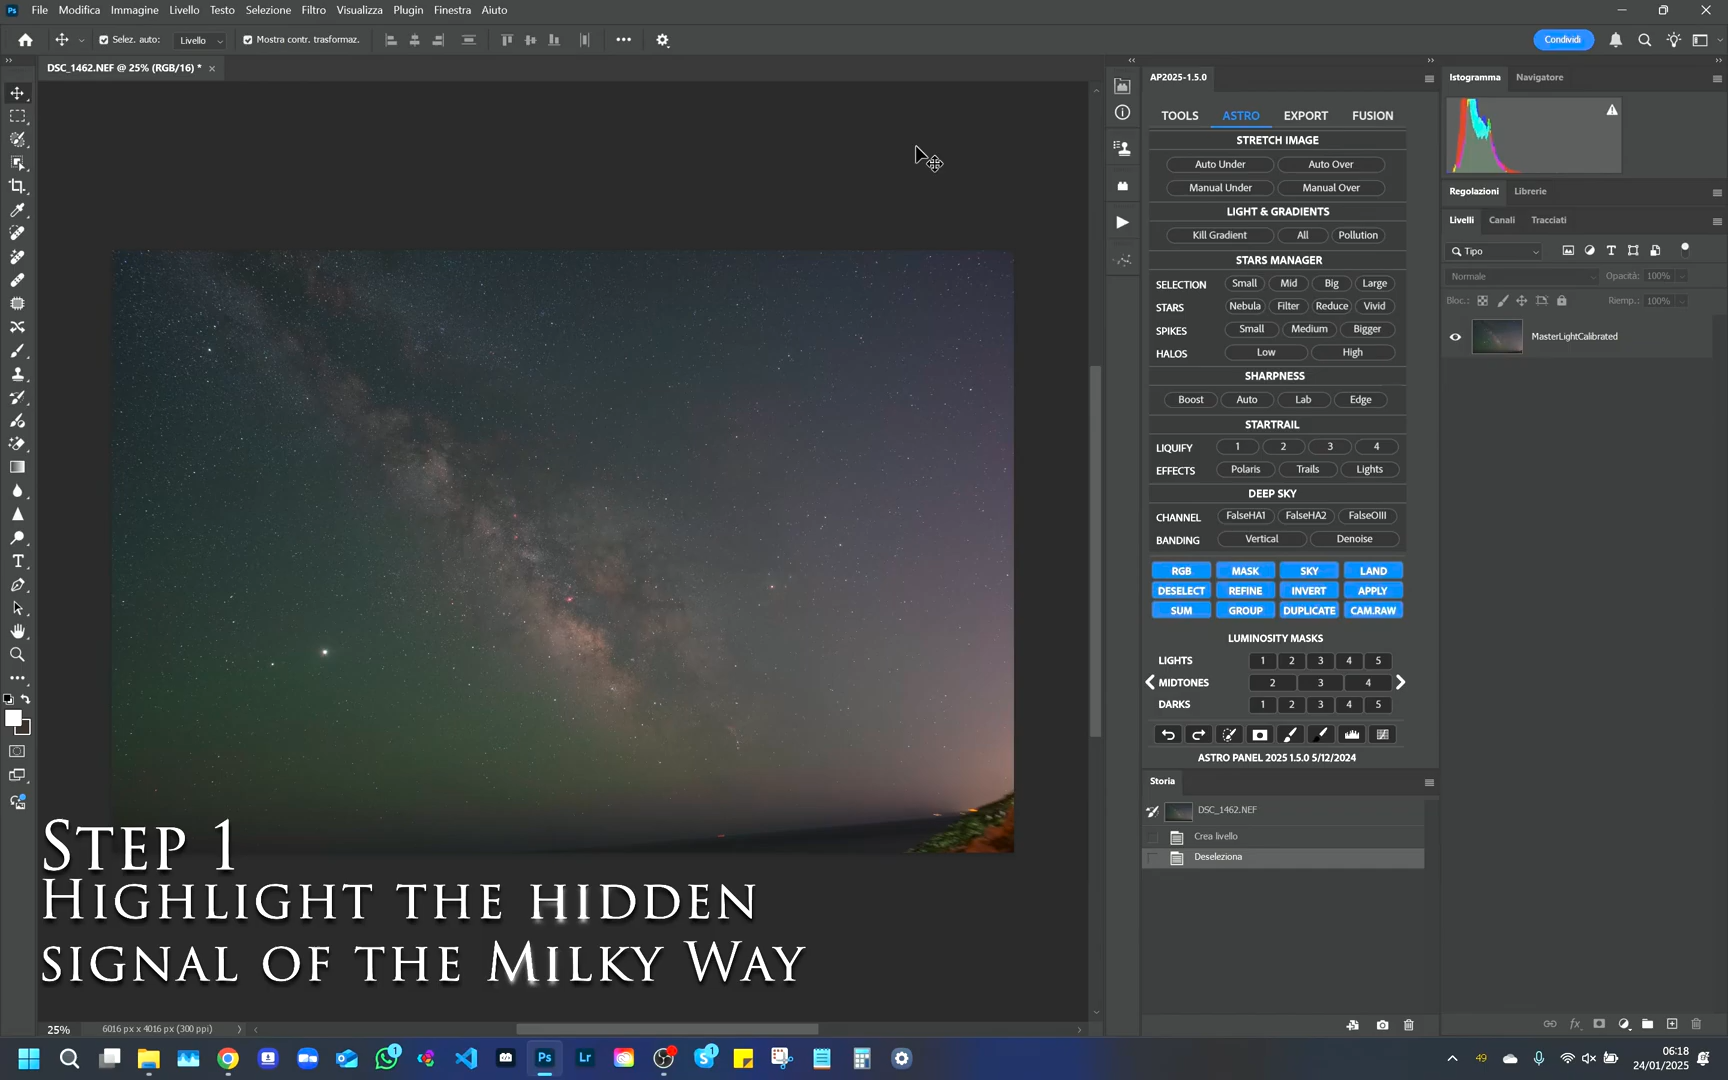 Ps File Modifica Immagine Livello Testo Selezione Filtro Visualizza Plugin Finestra Aiuto
Selez. auto: Livello Mostra contr. trasformaz. Condividi
DSC_1462.NEF @ 25% (RGB/16) *
AP2025-1.5.0
Istogramma Navigatore
TOOLS ASTRO EXPORT FUSION
STRETCH IMAGE
Auto Under Auto Over
Manual Under Manual Over
LIGHT & GRADIENTS
Kill Gradient All Pollution
STARS MANAGER
SELECTION Small Mid Big Large
STARS Nebula Filter Reduce Vivid
SPIKES Small Medium Bigger
HALOS Low High
SHARPNESS
Boost Auto Lab Edge
STARTRAIL
LIQUIFY 1 2 3 4
EFFECTS Polaris Trails Lights
DEEP SKY
CHANNEL FalseHA1 FalseHA2 FalseOIII
BANDING Vertical Denoise
RGB MASK SKY LAND
DESELECT REFINE INVERT APPLY
SUM GROUP DUPLICATE CAM.RAW
LUMINOSITY MASKS
LIGHTS 1 2 3 4 5
MIDTONES 2 3 4
DARKS 1 2 3 4 5
ASTRO PANEL 2025 1.5.0 5/12/2024
Regolazioni Librerie
Livelli Canali Tracciati
Tipo
Normale Opacità: 100%
Bloc.: Riemp.: 100%
MasterLightCalibrated
Storia
DSC_1462.NEF
Crea livello
Deseleziona
Step 1
Highlight the hidden
signal of the Milky Way
25% 6016 px x 4016 px (300 ppi)
1 Ps Lr 1 49 06:18
24/01/2025